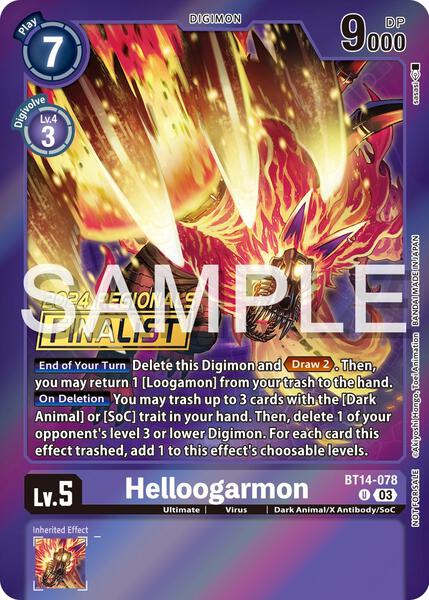 DIGIMON
Play
7
DP
9000
Digivolve
Lv.4
3
sasasi
SAMPLE
2024 REGIONALS
FINALIST
End of Your Turn Delete this Digimon and Draw 2. Then,
you may return 1 [Loogamon] from your trash to the hand.
On Deletion You may trash up to 3 cards with the [Dark
Animal] or [SoC] trait in your hand. Then, delete 1 of your
opponent's level 3 or lower Digimon. For each card this
effect trashed, add 1 to this effect's choosable levels.
©Akiyoshi Hongo, Toei Animation BANDAI MADE IN JAPAN
NOT FOR SALE
Lv.5
Helloogarmon
BT14-078
U 03
Ultimate | Virus | Dark Animal/X Antibody/SoC
Inherited Effect
–